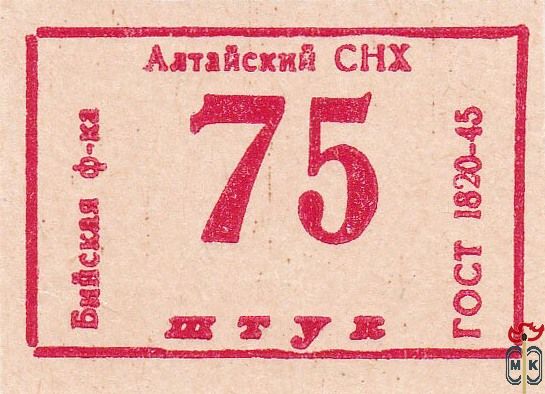 Алтайский СНХ
Бийская ф-ка
75
ГОСТ 1820-45
штук
МК